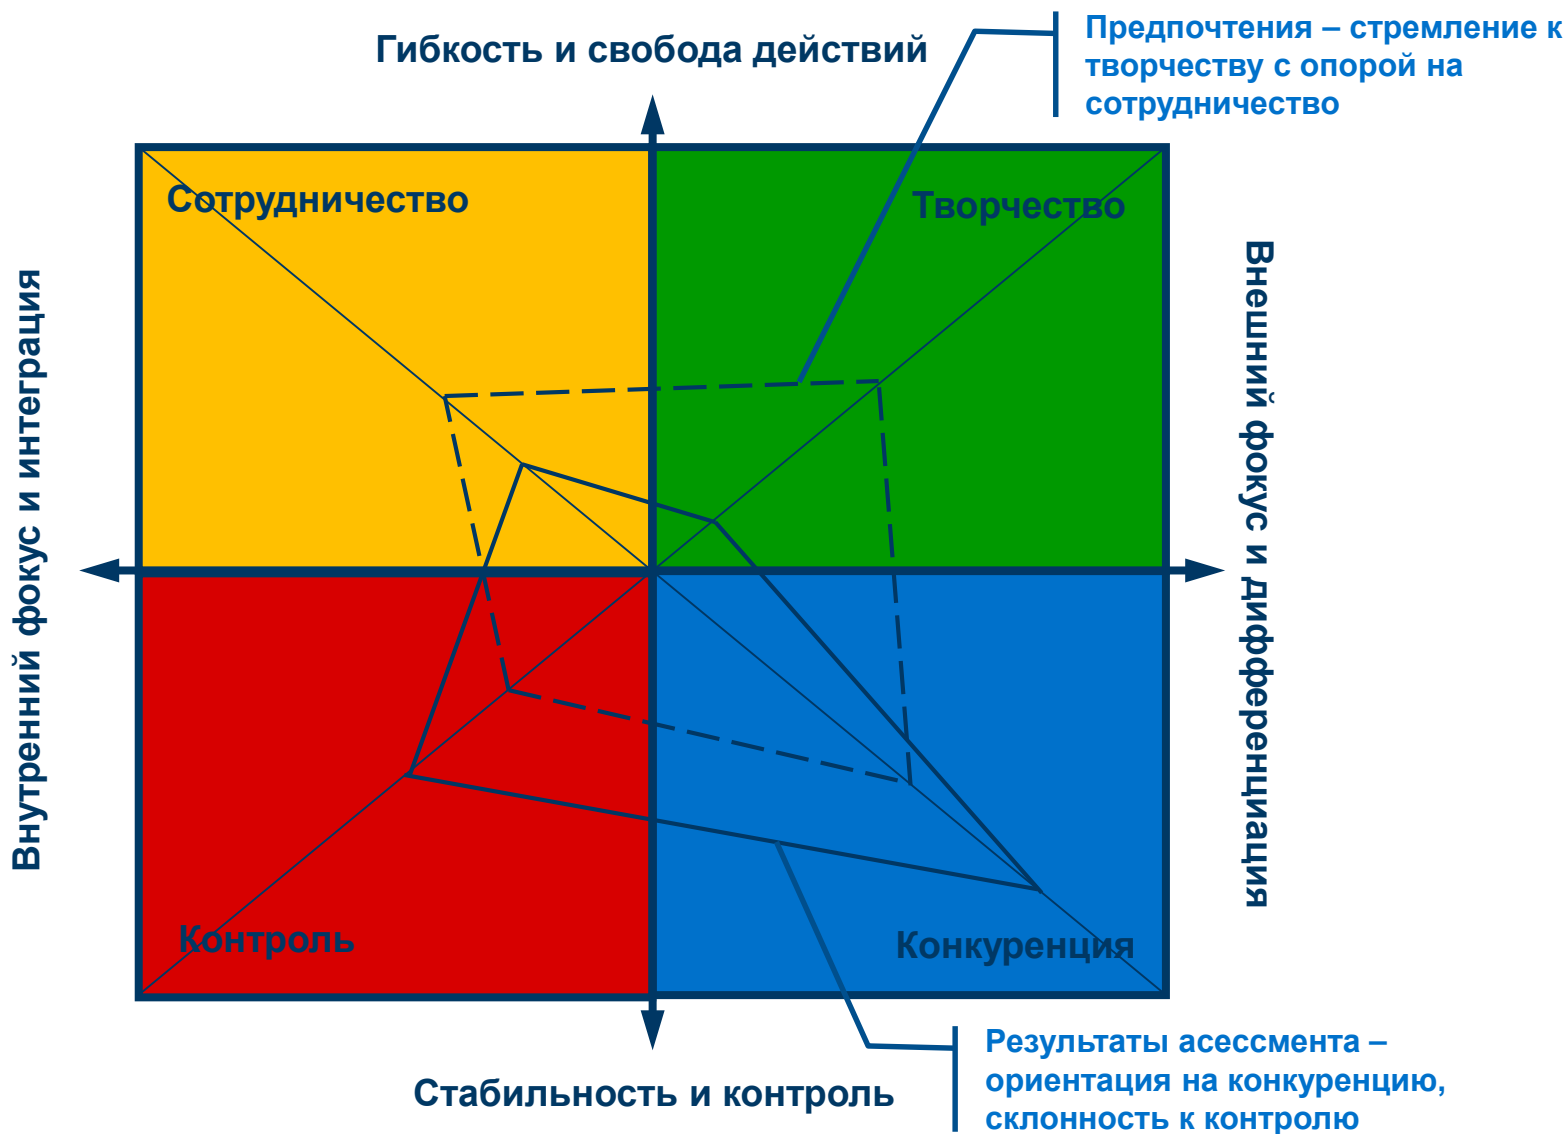 Гибкость и свобода действий
Предпочтения – стремление к
творчеству с опорой на
сотрудничество
Сотрудничество
Творчество
Внутренний фокус и интеграция
Внешний фокус и дифференциация
Контроль
Конкуренция
Стабильность и контроль
Результаты асессмента –
ориентация на конкуренцию,
склонность к контролю